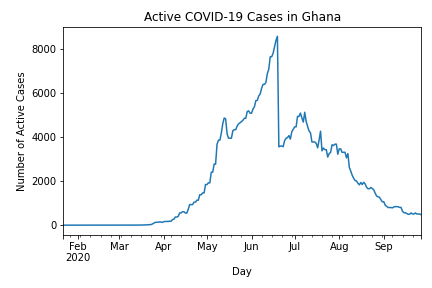 Active COVID-19 Cases in Ghana
Number of Active Cases
8000
6000
4000
2000
0
Feb Mar Apr May Jun Jul Aug Sep
2020
Day